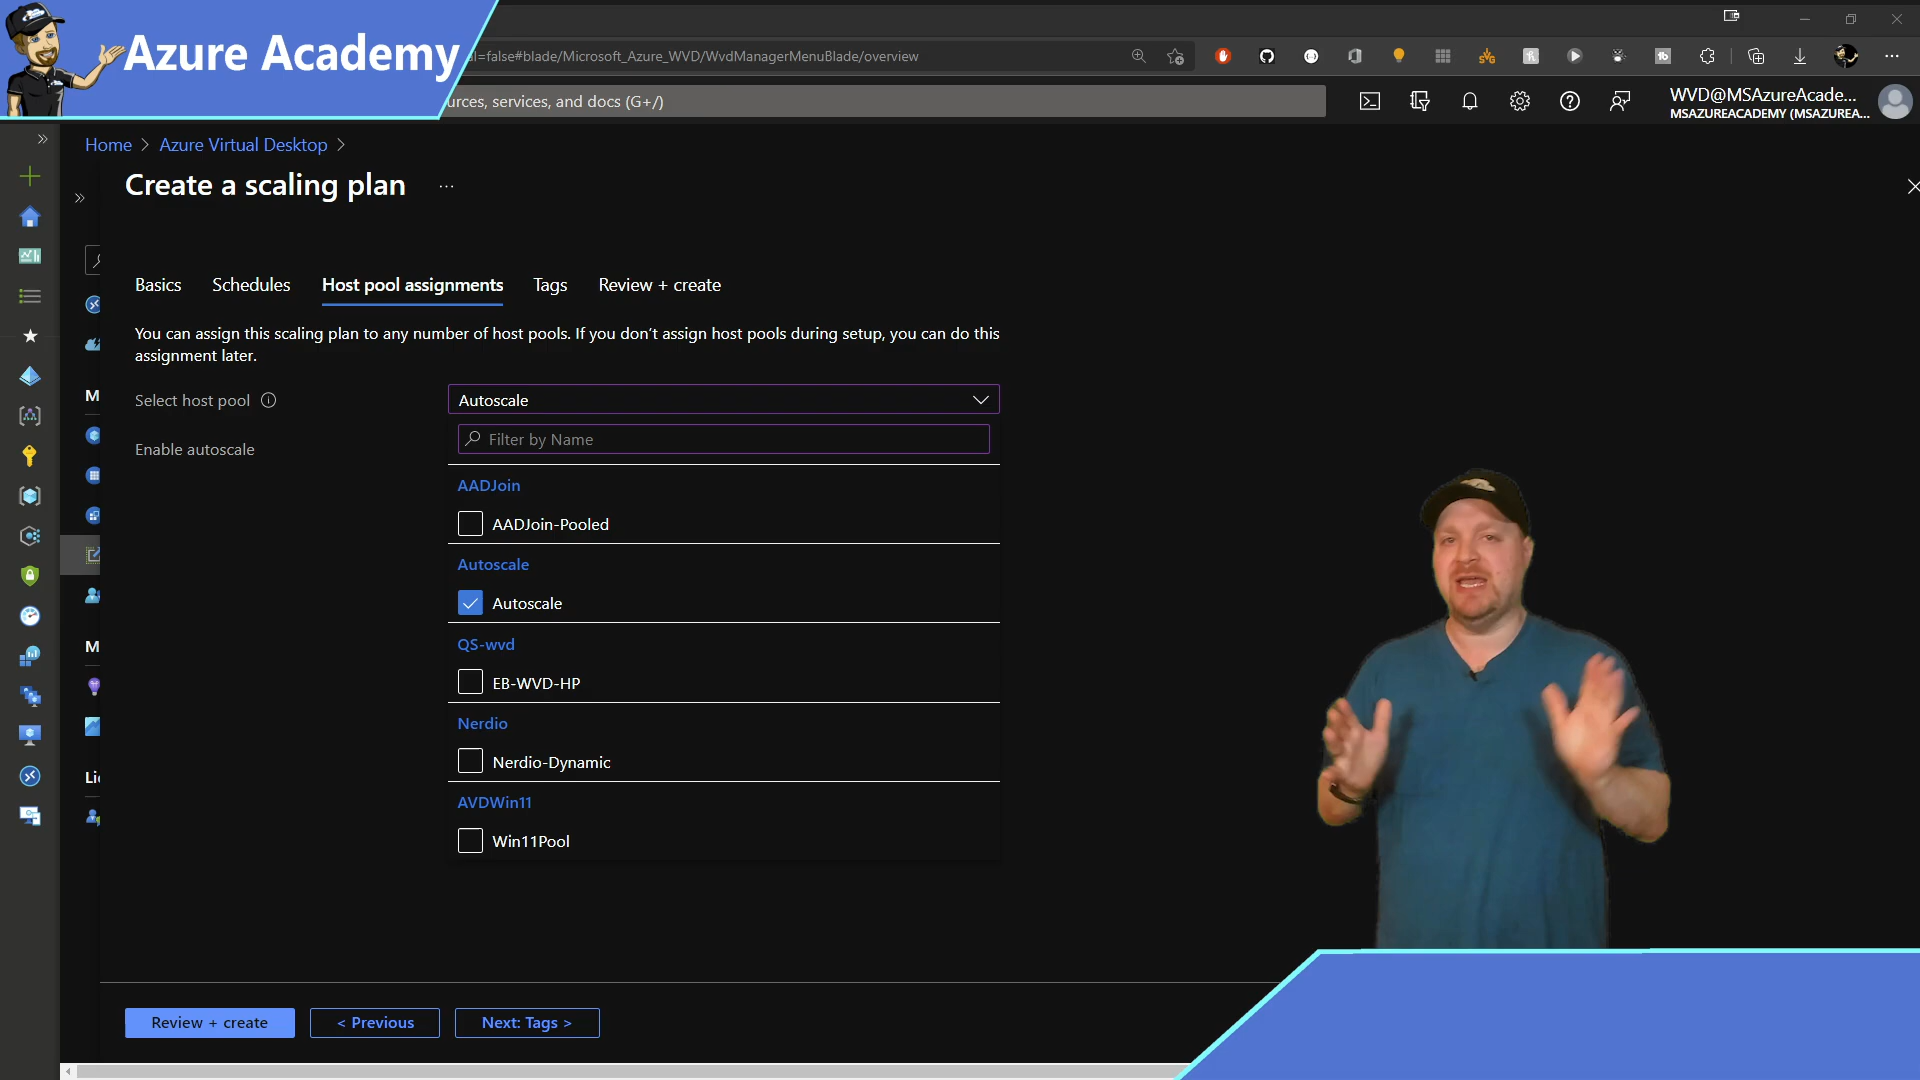 Azure Academy
l=false#blade/Microsoft_Azure_WVD/WvdManagerMenuBlade/overview
urces, services, and docs (G+/)
WVD@MSAzureAcade...
MSAZUREACADEMY (MSAZUREA...
Home > Azure Virtual Desktop >
Create a scaling plan ...
Basics
Schedules
Host pool assignments
Tags
Review + create
You can assign this scaling plan to any number of host pools. If you don't assign host pools during setup, you can do this
assignment later.
Select host pool
Autoscale
Filter by Name
Enable autoscale
AADJoin
AADJoin-Pooled
Autoscale
Autoscale
QS-wvd
EB-WVD-HP
Nerdio
Nerdio-Dynamic
AVDWin11
Win11Pool
M
M
Li
Review + create
< Previous
Next: Tags >